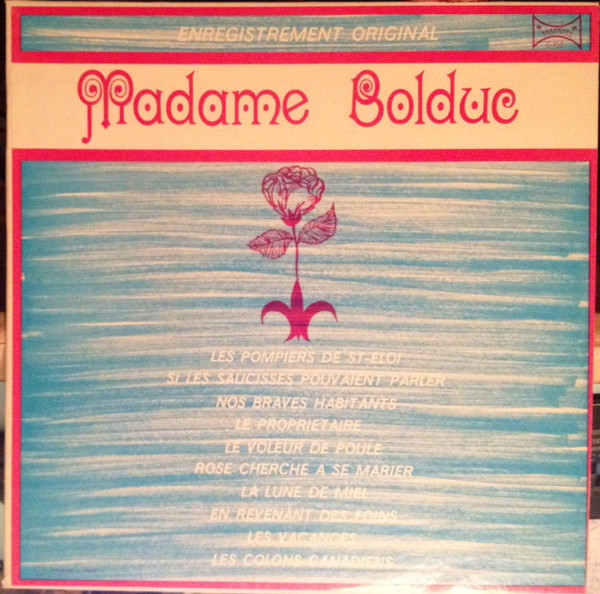 ENREGISTREMENT ORIGINAL
Madame Bolduc
LES POMPIERS DE ST-ELOI
SI LES SAUCISSES POUVAIENT PARLER
NOS BRAVES HABITANTS
LE PROPRIETAIRE
LE VOLEUR DE POULE
ROSE CHERCHE A SE MARIER
LA LUNE DE MIEL
EN REVENANT DES FOINS
LES VACANCES
LES COLONS CANADIENS